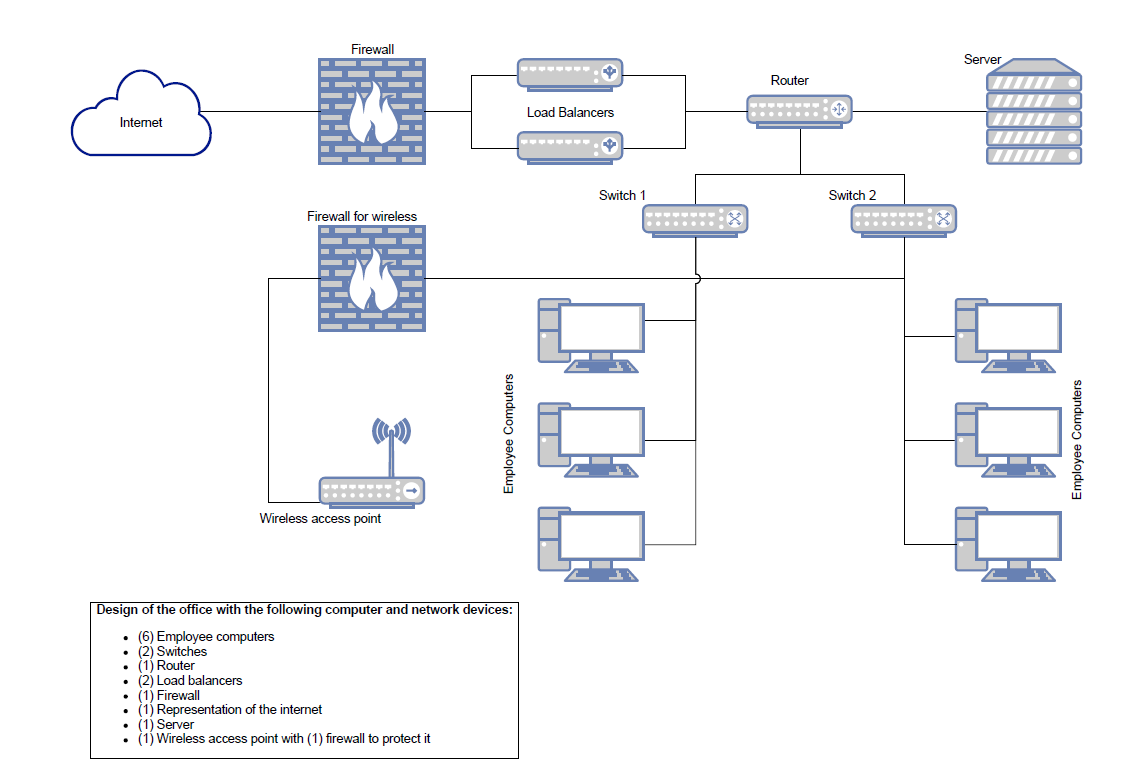 Firewall
Server
Router
Internet
Load Balancers
Switch 1
Switch 2
Firewall for wireless
Employee Computers
Employee Computers
Wireless access point
Design of the office with the following computer and network devices:
• (6) Employee computers
• (2) Switches
• (1) Router
• (2) Load balancers
• (1) Firewall
• (1) Representation of the internet
• (1) Server
• (1) Wireless access point with (1) firewall to protect it